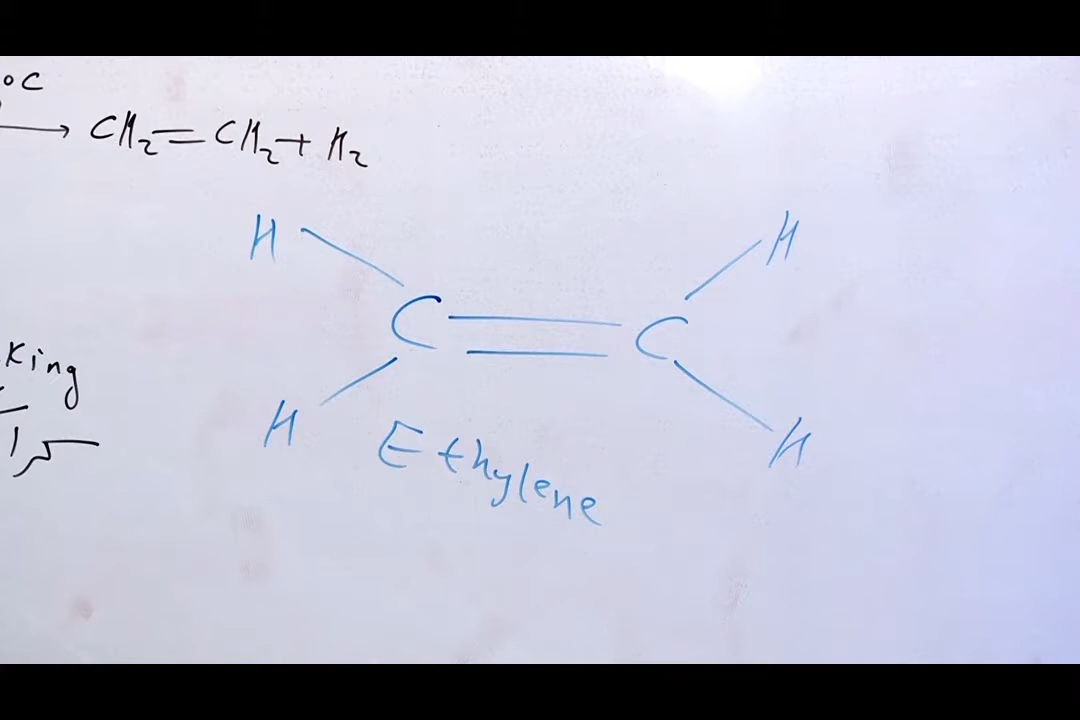 °C
→ CH₂=CH₂+H₂
H H
C=C
H H
King
Ethylene